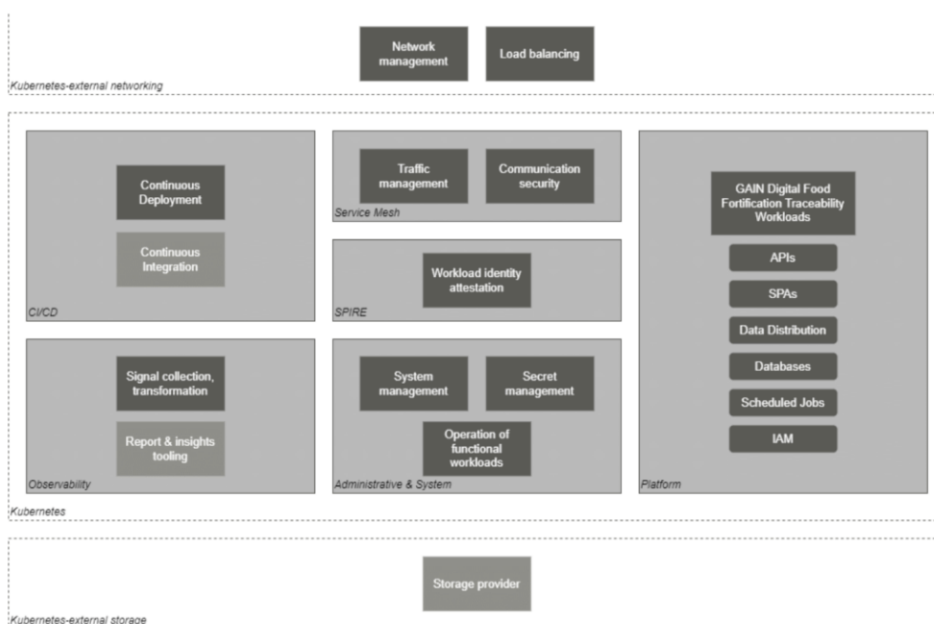 Network
management
Load balancing
Kubernetes-external networking
Continuous
Deployment
Continuous
Integration
CI/CD
Traffic
management
Communication
security
Service Mesh
Workload identity
attestation
SPIRE
GAIN Digital Food
Fortification Traceability
Workloads
APIs
SPAs
Data Distribution
Databases
Scheduled Jobs
IAM
Platform
Signal collection,
transformation
Report & insights
tooling
Observability
System
management
Secret
management
Operation of
functional
workloads
Administrative & System
Kubernetes
Storage provider
Kubernetes-external storage